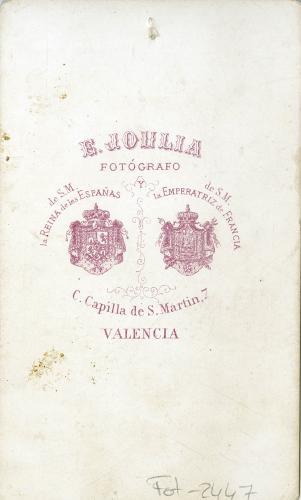 E. JOULIA
FOTÓGRAFO
de S.M.
la REINA de las ESPAÑAS
de S.M.
la EMPERATRIZ de FRANCIA
C. Capilla de S. Martin, 7
VALENCIA
Fot-2447